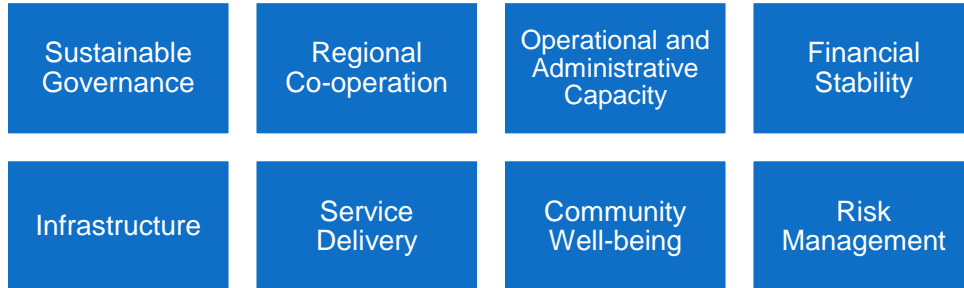 Sustainable
Governance
Regional
Co-operation
Operational and
Administrative
Capacity
Financial
Stability
Infrastructure
Service
Delivery
Community
Well-being
Risk
Management